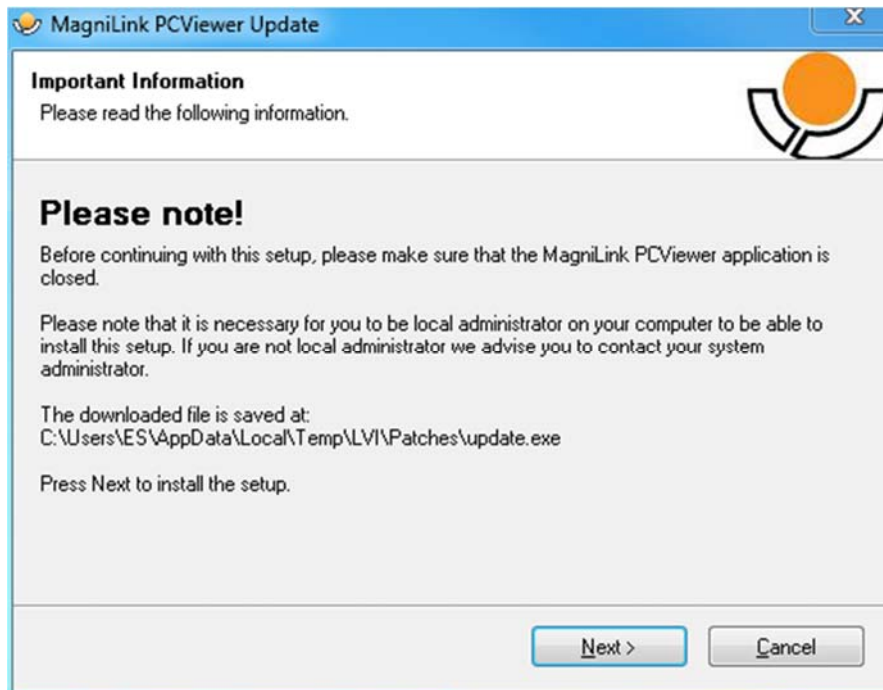 MagniLink PCViewer Update
Important Information
Please read the following information.
Please note!
Before continuing with this setup, please make sure that the MagniLink PCViewer application is
closed.
Please note that it is necessary for you to be local administrator on your computer to be able to
install this setup. If you are not local administrator we advise you to contact your system
administrator.
The downloaded file is saved at:
C:\Users\ES\AppData\Local\Temp\LVI\Patches\update.exe
Press Next to install the setup.
Next > Cancel